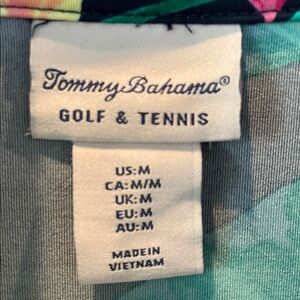 Tommy Bahama®
GOLF & TENNIS
US:M
CA:M/M
UK:M
EU:M
AU:M
MADE IN
VIETNAM